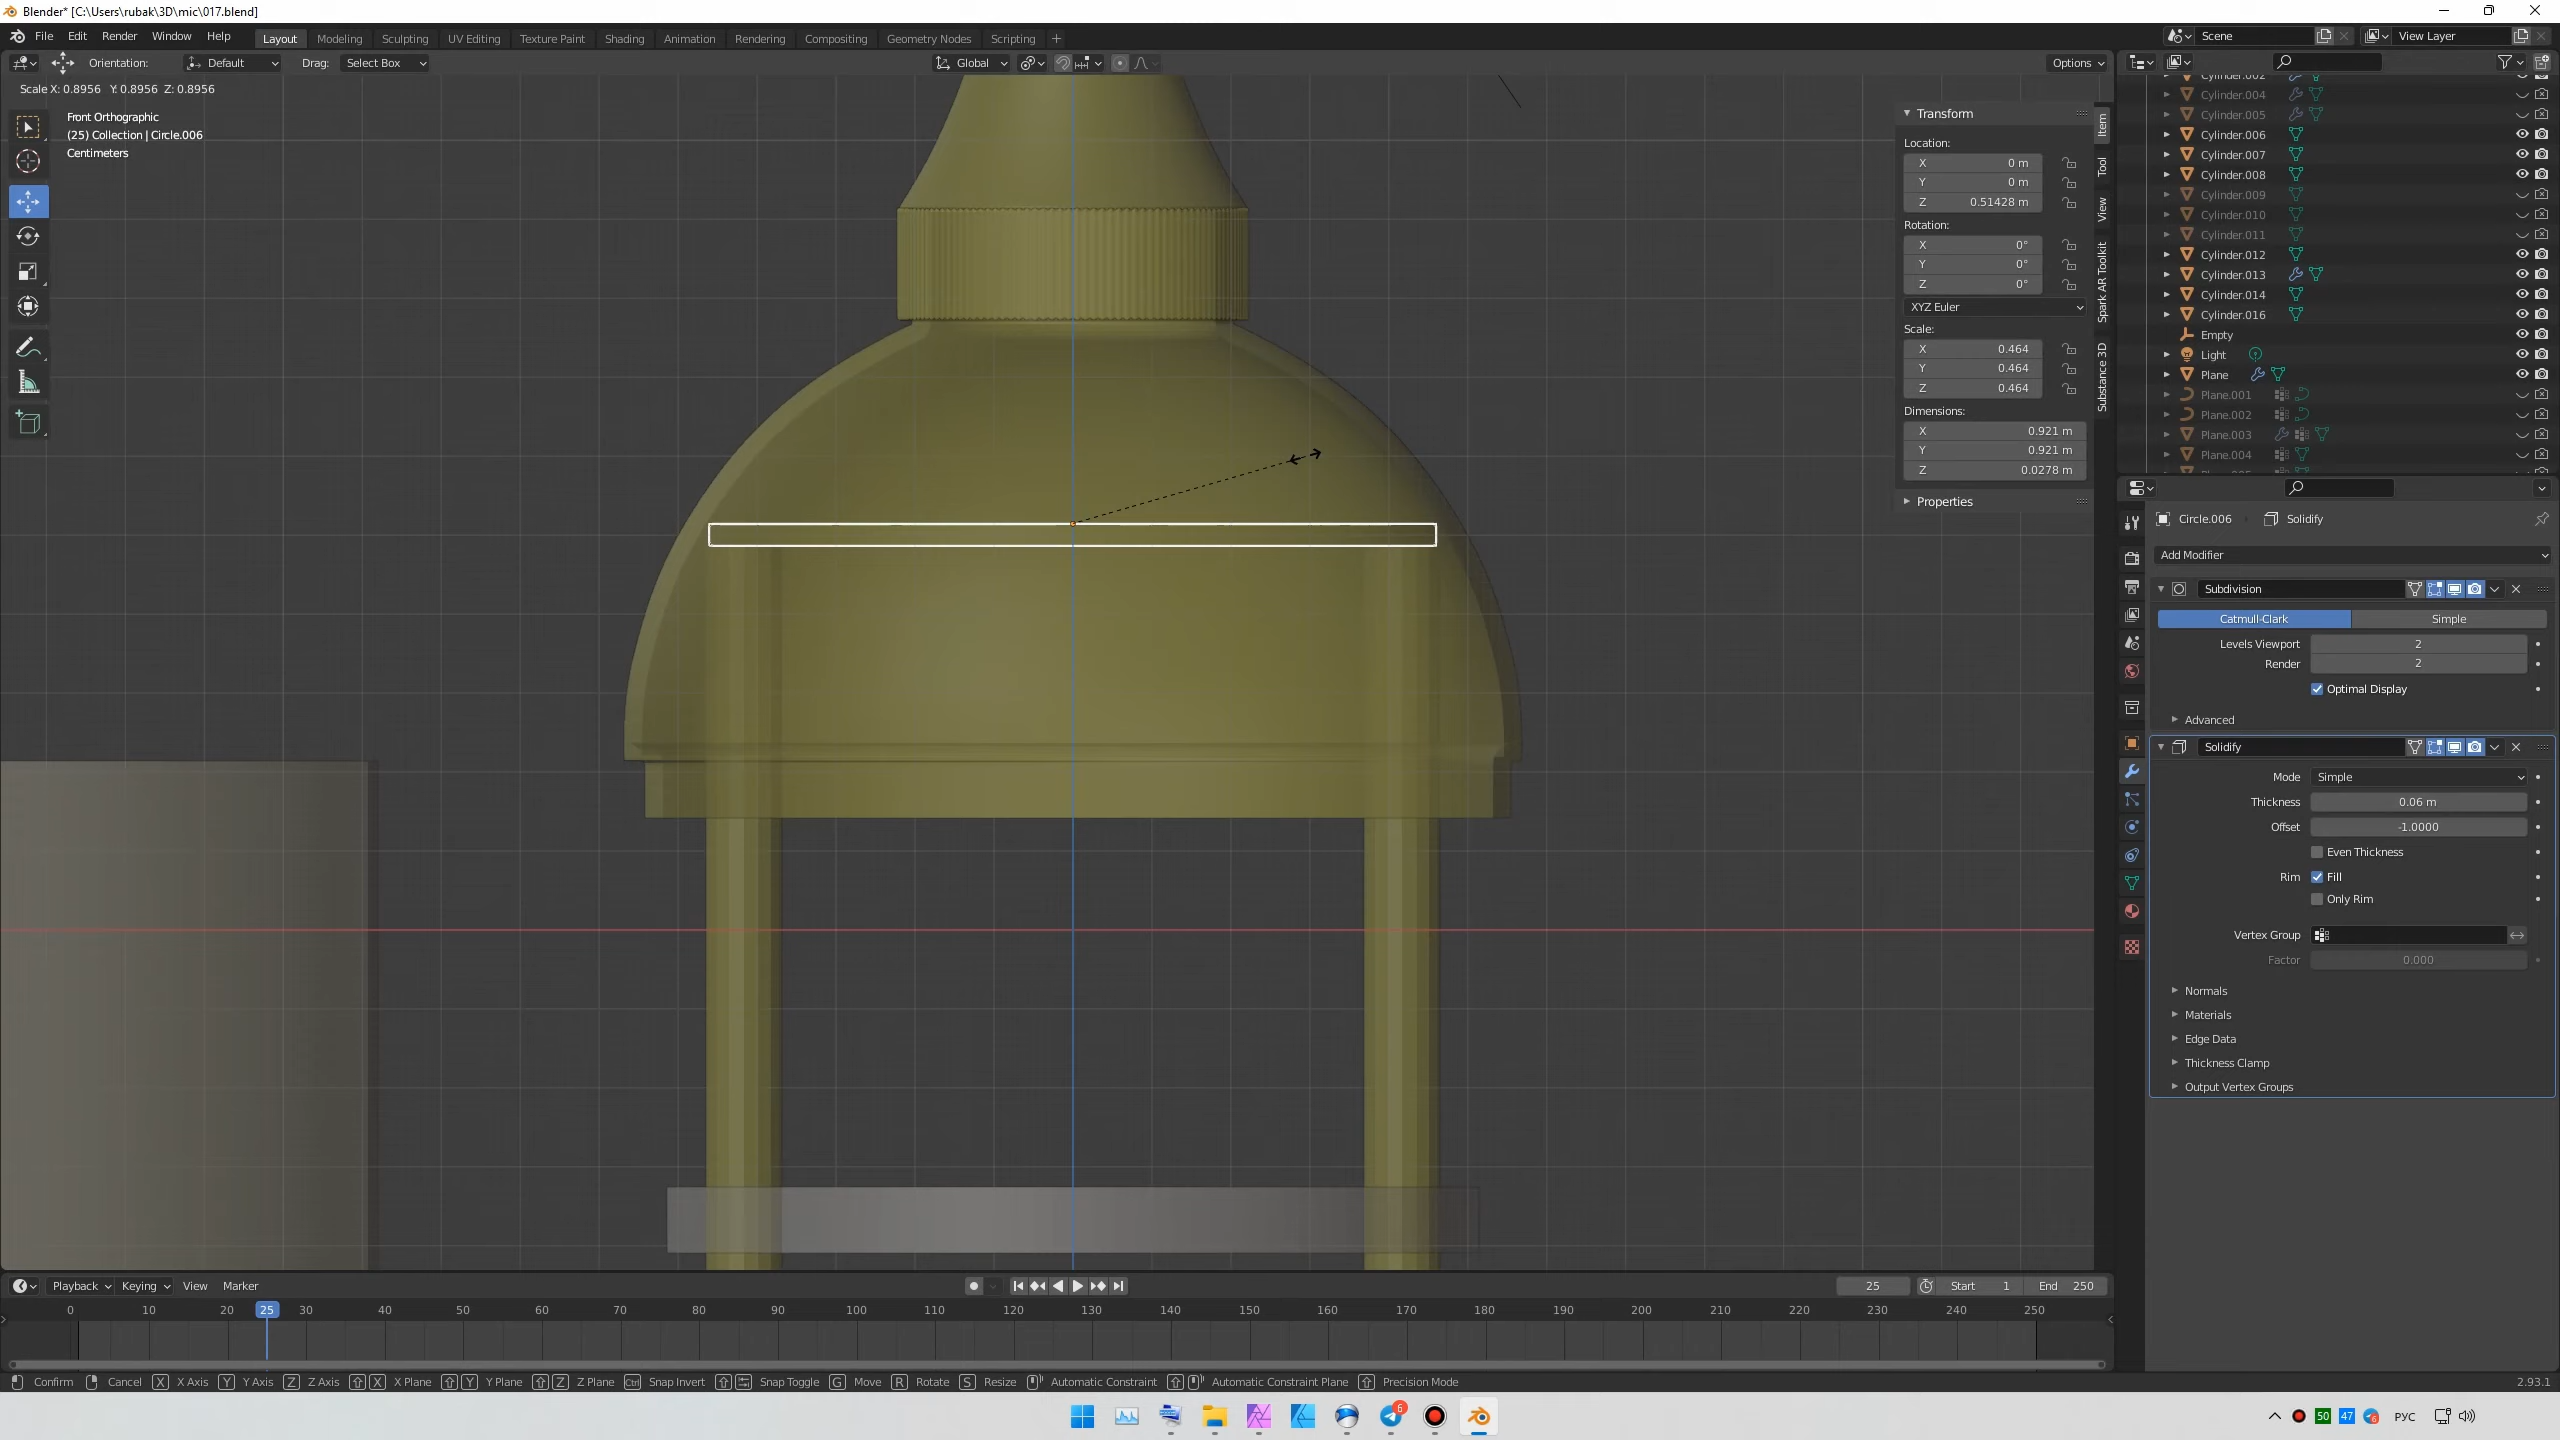 Blender* [C:\Users\rubak\3D\mic\017.blend]
File Edit Render Window Help Layout Modeling Sculpting UV Editing Texture Paint Shading Animation Rendering Compositing Geometry Nodes Scripting + Scene View Layer
Orientation: Default Drag: Select Box Global Options
Scale X: 0.8956 Y: 0.8956 Z: 0.8956
Front Orthographic
(25) Collection | Circle.006
Centimeters
Transform
Location:
X 0 m
Y 0 m
Z 0.51428 m
Rotation:
X 0°
Y 0°
Z 0°
XYZ Euler
Scale:
X 0.464
Y 0.464
Z 0.464
Dimensions:
X 0.921 m
Y 0.921 m
Z 0.0278 m
Properties
Item
Tool
View
Spark AR Toolkit
Substance 3D
Cylinder.002
Cylinder.004
Cylinder.005
Cylinder.006
Cylinder.007
Cylinder.008
Cylinder.009
Cylinder.010
Cylinder.011
Cylinder.012
Cylinder.013
Cylinder.014
Cylinder.016
Empty
Light
Plane
Plane.001
Plane.002
Plane.003
Plane.004
Circle.006 Solidify
Add Modifier
Subdivision
Catmull-Clark Simple
Levels Viewport 2
Render 2
Optimal Display
Advanced
Solidify
Mode Simple
Thickness 0.06 m
Offset -1.0000
Even Thickness
Rim Fill
Only Rim
Vertex Group
Factor 0.000
Normals
Materials
Edge Data
Thickness Clamp
Output Vertex Groups
Playback Keying View Marker 25 Start 1 End 250
0 10 20 25 30 40 50 60 70 80 90 100 110 120 130 140 150 160 170 180 190 200 210 220 230 240 250
Confirm Cancel X X Axis Y Y Axis Z Z Axis X X Plane Y Y Plane Z Z Plane Ctrl Snap Invert Snap Toggle G Move R Rotate S Resize Automatic Constraint Automatic Constraint Plane Precision Mode 2.93.1
6 50 47 6 РУС